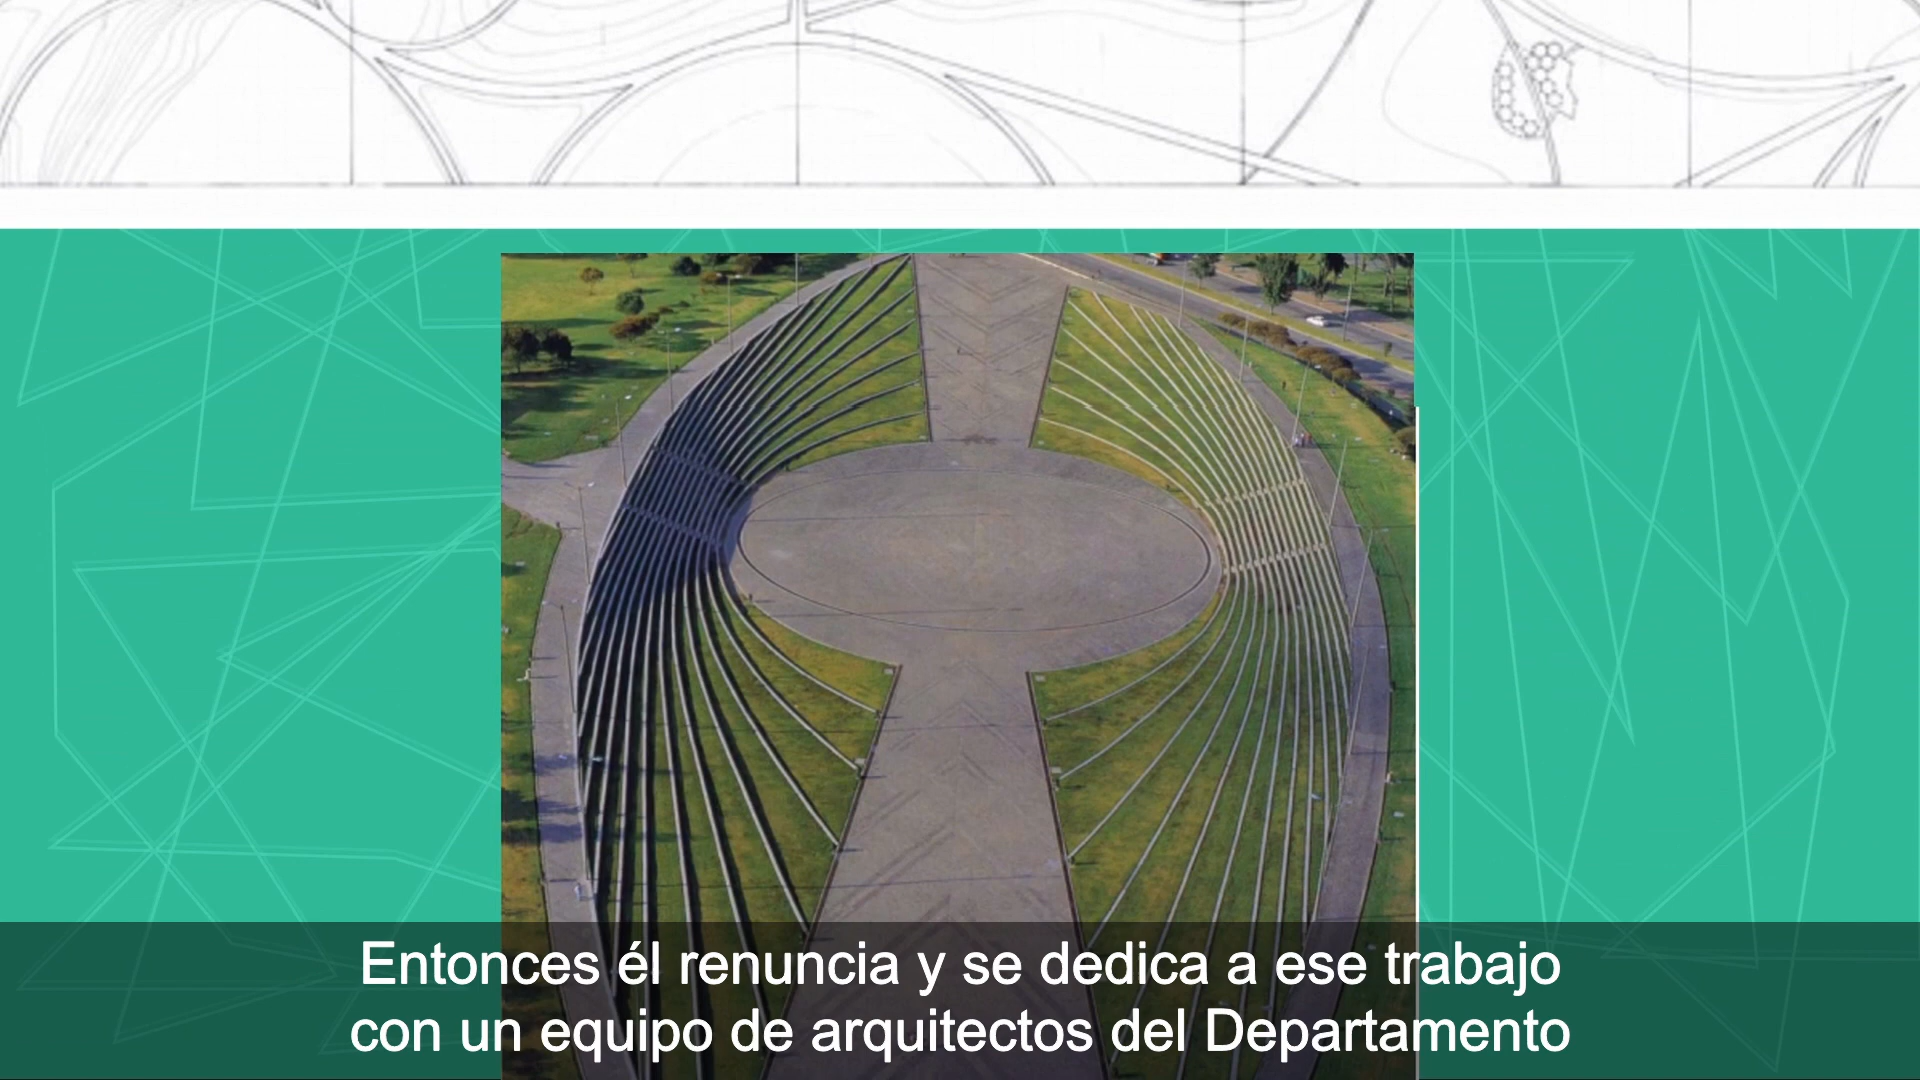 Entonces él renuncia y se dedica a ese trabajo
con un equipo de arquitectos del Departamento